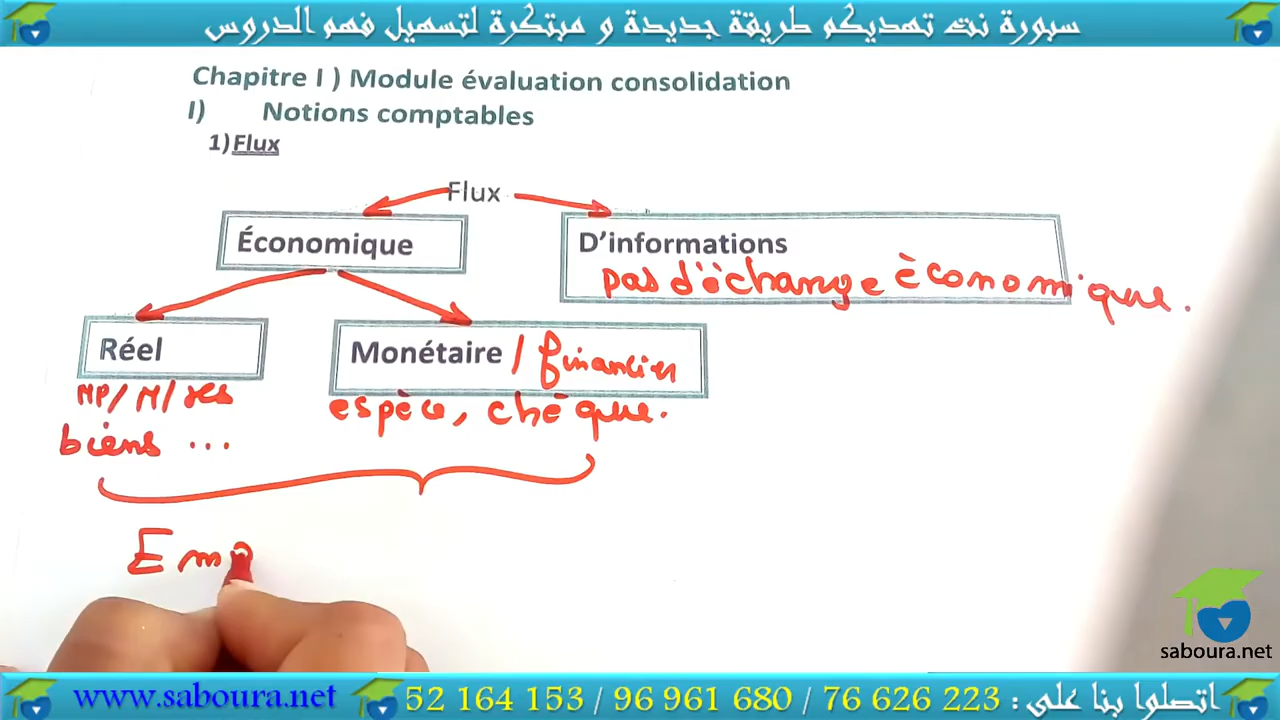 سبورة نت تهديكم طريقة جديدة و مبتكرة لتسهيل فهم الدروس
Chapitre I ) Module évaluation consolidation
I) Notions comptables
1) Flux
Flux
Économique
D'informations
pas d'échange économique.
Réel
Monétaire / financier
MP/M/
espèce, chèque.
biens ...
Em
saboura.net
www.saboura.net 52 164 153 / 96 961 680 / 76 626 223 : اتصلوا بنا على